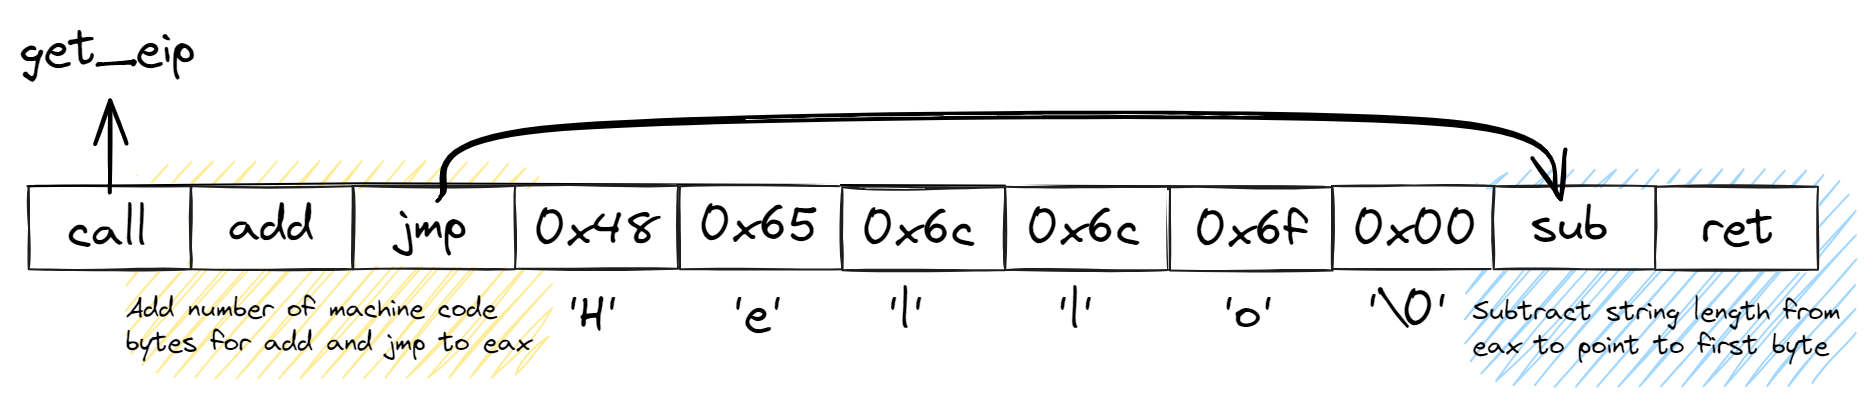 get_eip
call add jmp 0x48 0x65 0x6c 0x6c 0x6f 0x00 sub ret
'H' 'e' 'l' 'l' 'o' '\0'
Add number of machine code
bytes for add and jmp to eax
Subtract string length from
eax to point to first byte